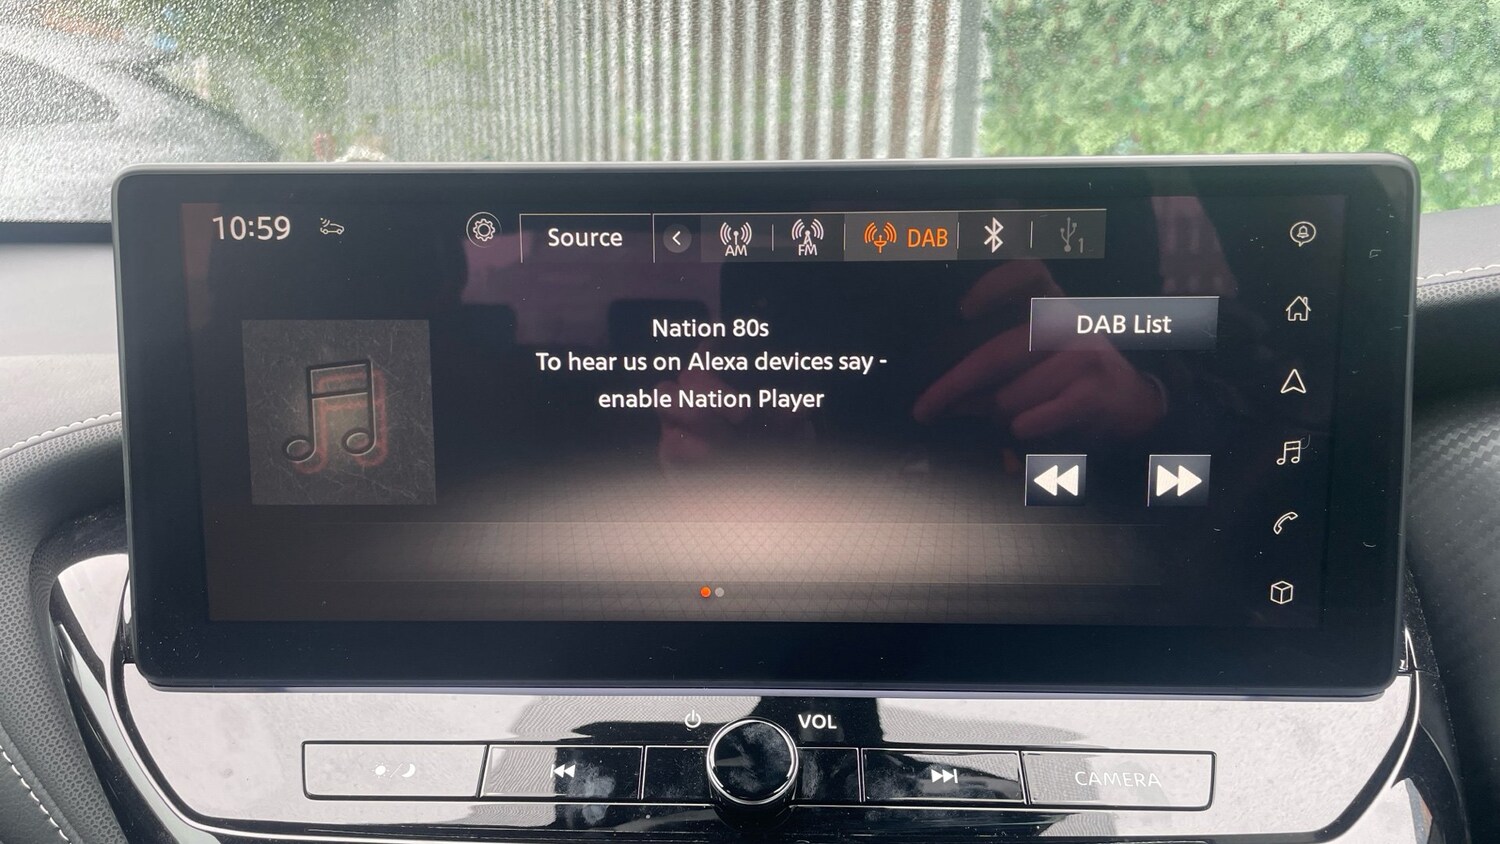 10:59
Source
AM
FM
DAB
1
Nation 80s
To hear us on Alexa devices say -
enable Nation Player
DAB List
VOL
CAMERA